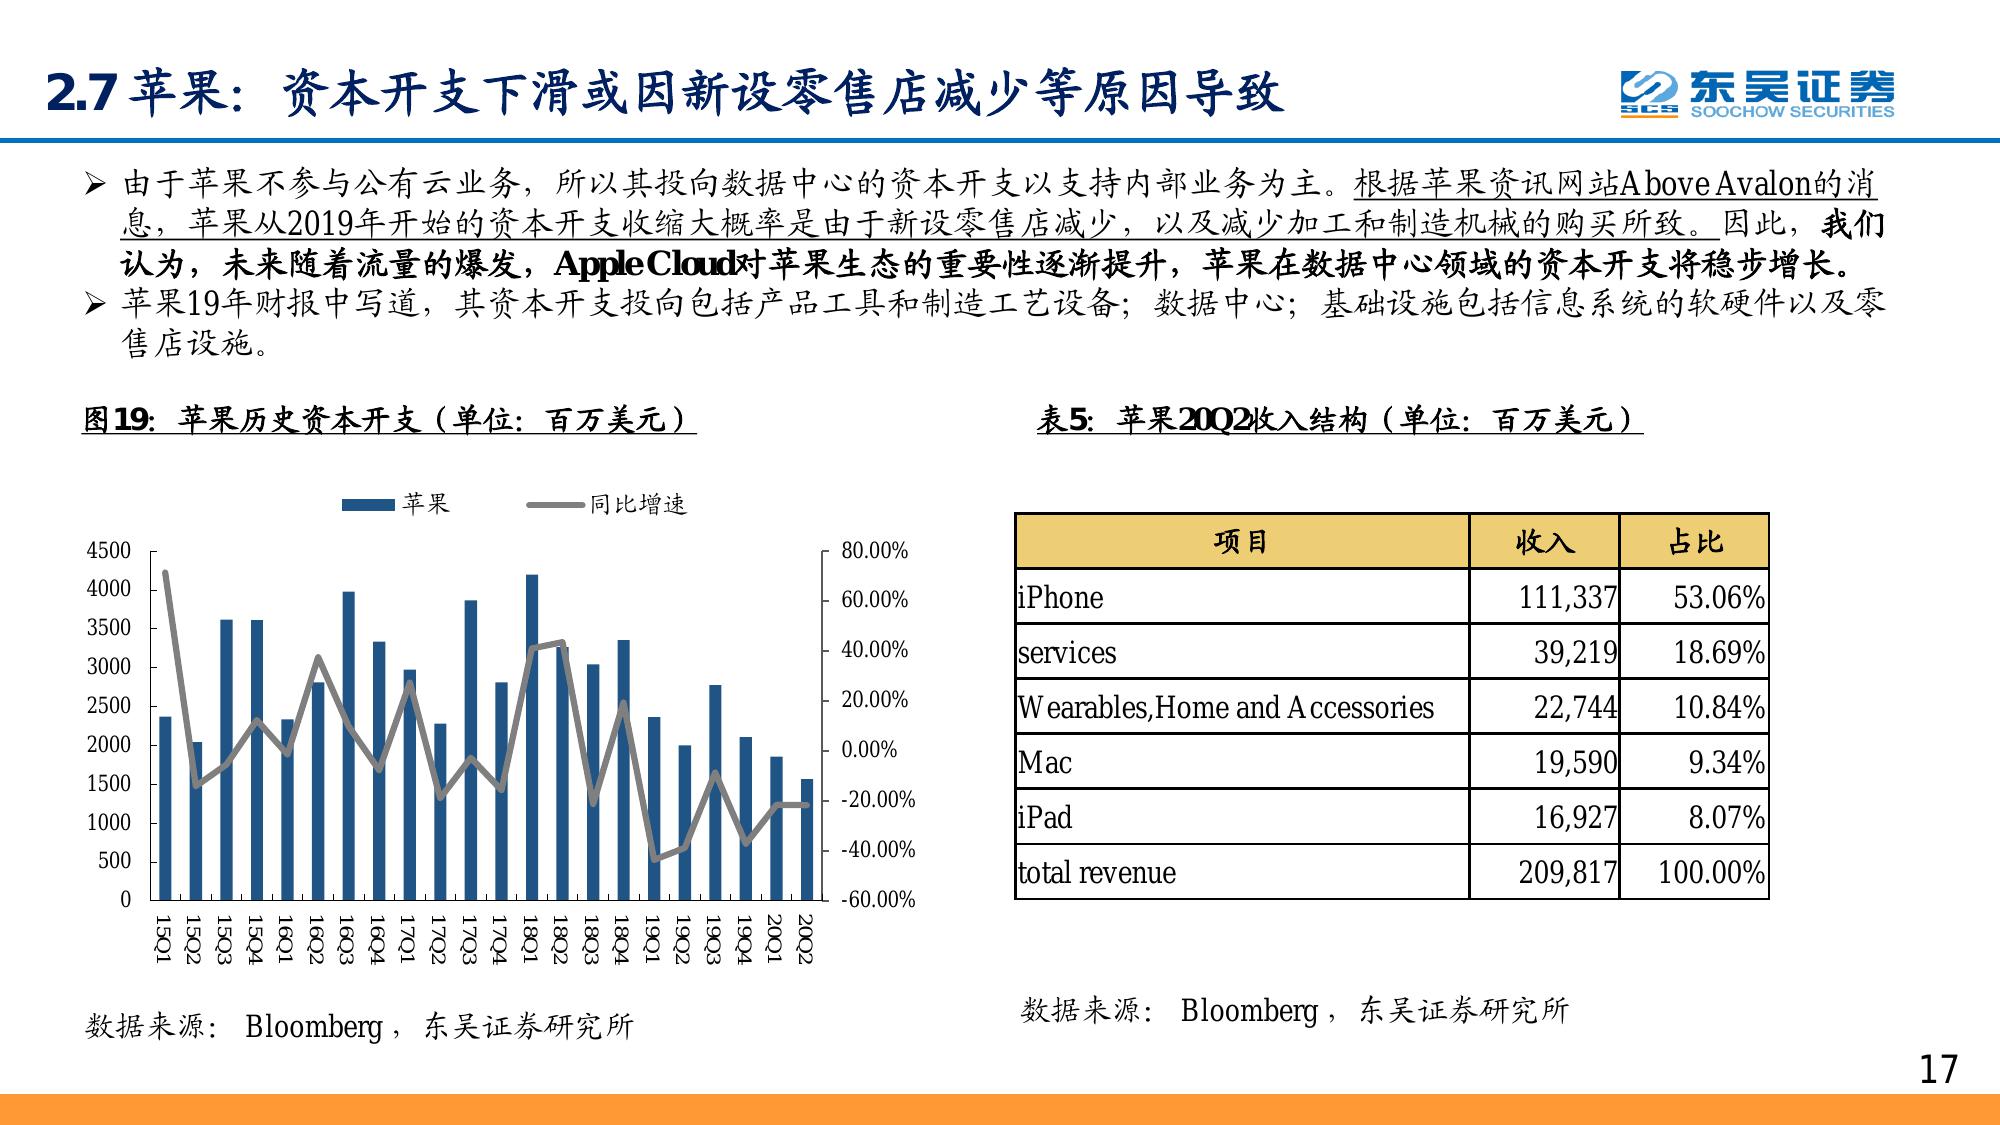 2.7 苹果：资本开支下滑或因新设零售店减少等原因导致
东吴证券
SCS
SOOCHOW SECURITIES
➢ 由于苹果不参与公有云业务，所以其投向数据中心的资本开支以支持内部业务为主。根据苹果资讯网站Above Avalon的消
息，苹果从2019年开始的资本开支收缩大概率是由于新设零售店减少，以及减少加工和制造机械的购买所致。因此，我们
认为，未来随着流量的爆发，Apple Cloud对苹果生态的重要性逐渐提升，苹果在数据中心领域的资本开支将稳步增长。
➢ 苹果19年财报中写道，其资本开支投向包括产品工具和制造工艺设备；数据中心；基础设施包括信息系统的软硬件以及零
售店设施。
图19：苹果历史资本开支（单位：百万美元）
苹果 同比增速
4500
4000
3500
3000
2500
2000
1500
1000
500
0
80.00%
60.00%
40.00%
20.00%
0.00%
-20.00%
-40.00%
-60.00%
15Q1 15Q2 15Q3 15Q4 16Q1 16Q2 16Q3 16Q4 17Q1 17Q2 17Q3 17Q4 18Q1 18Q2 18Q3 18Q4 19Q1 19Q2 19Q3 19Q4 20Q1 20Q2
数据来源： Bloomberg，东吴证券研究所
表5：苹果20Q2收入结构（单位：百万美元）
项目 收入 占比
iPhone 111,337 53.06%
services 39,219 18.69%
Wearables,Home and Accessories 22,744 10.84%
Mac 19,590 9.34%
iPad 16,927 8.07%
total revenue 209,817 100.00%
数据来源： Bloomberg，东吴证券研究所
17